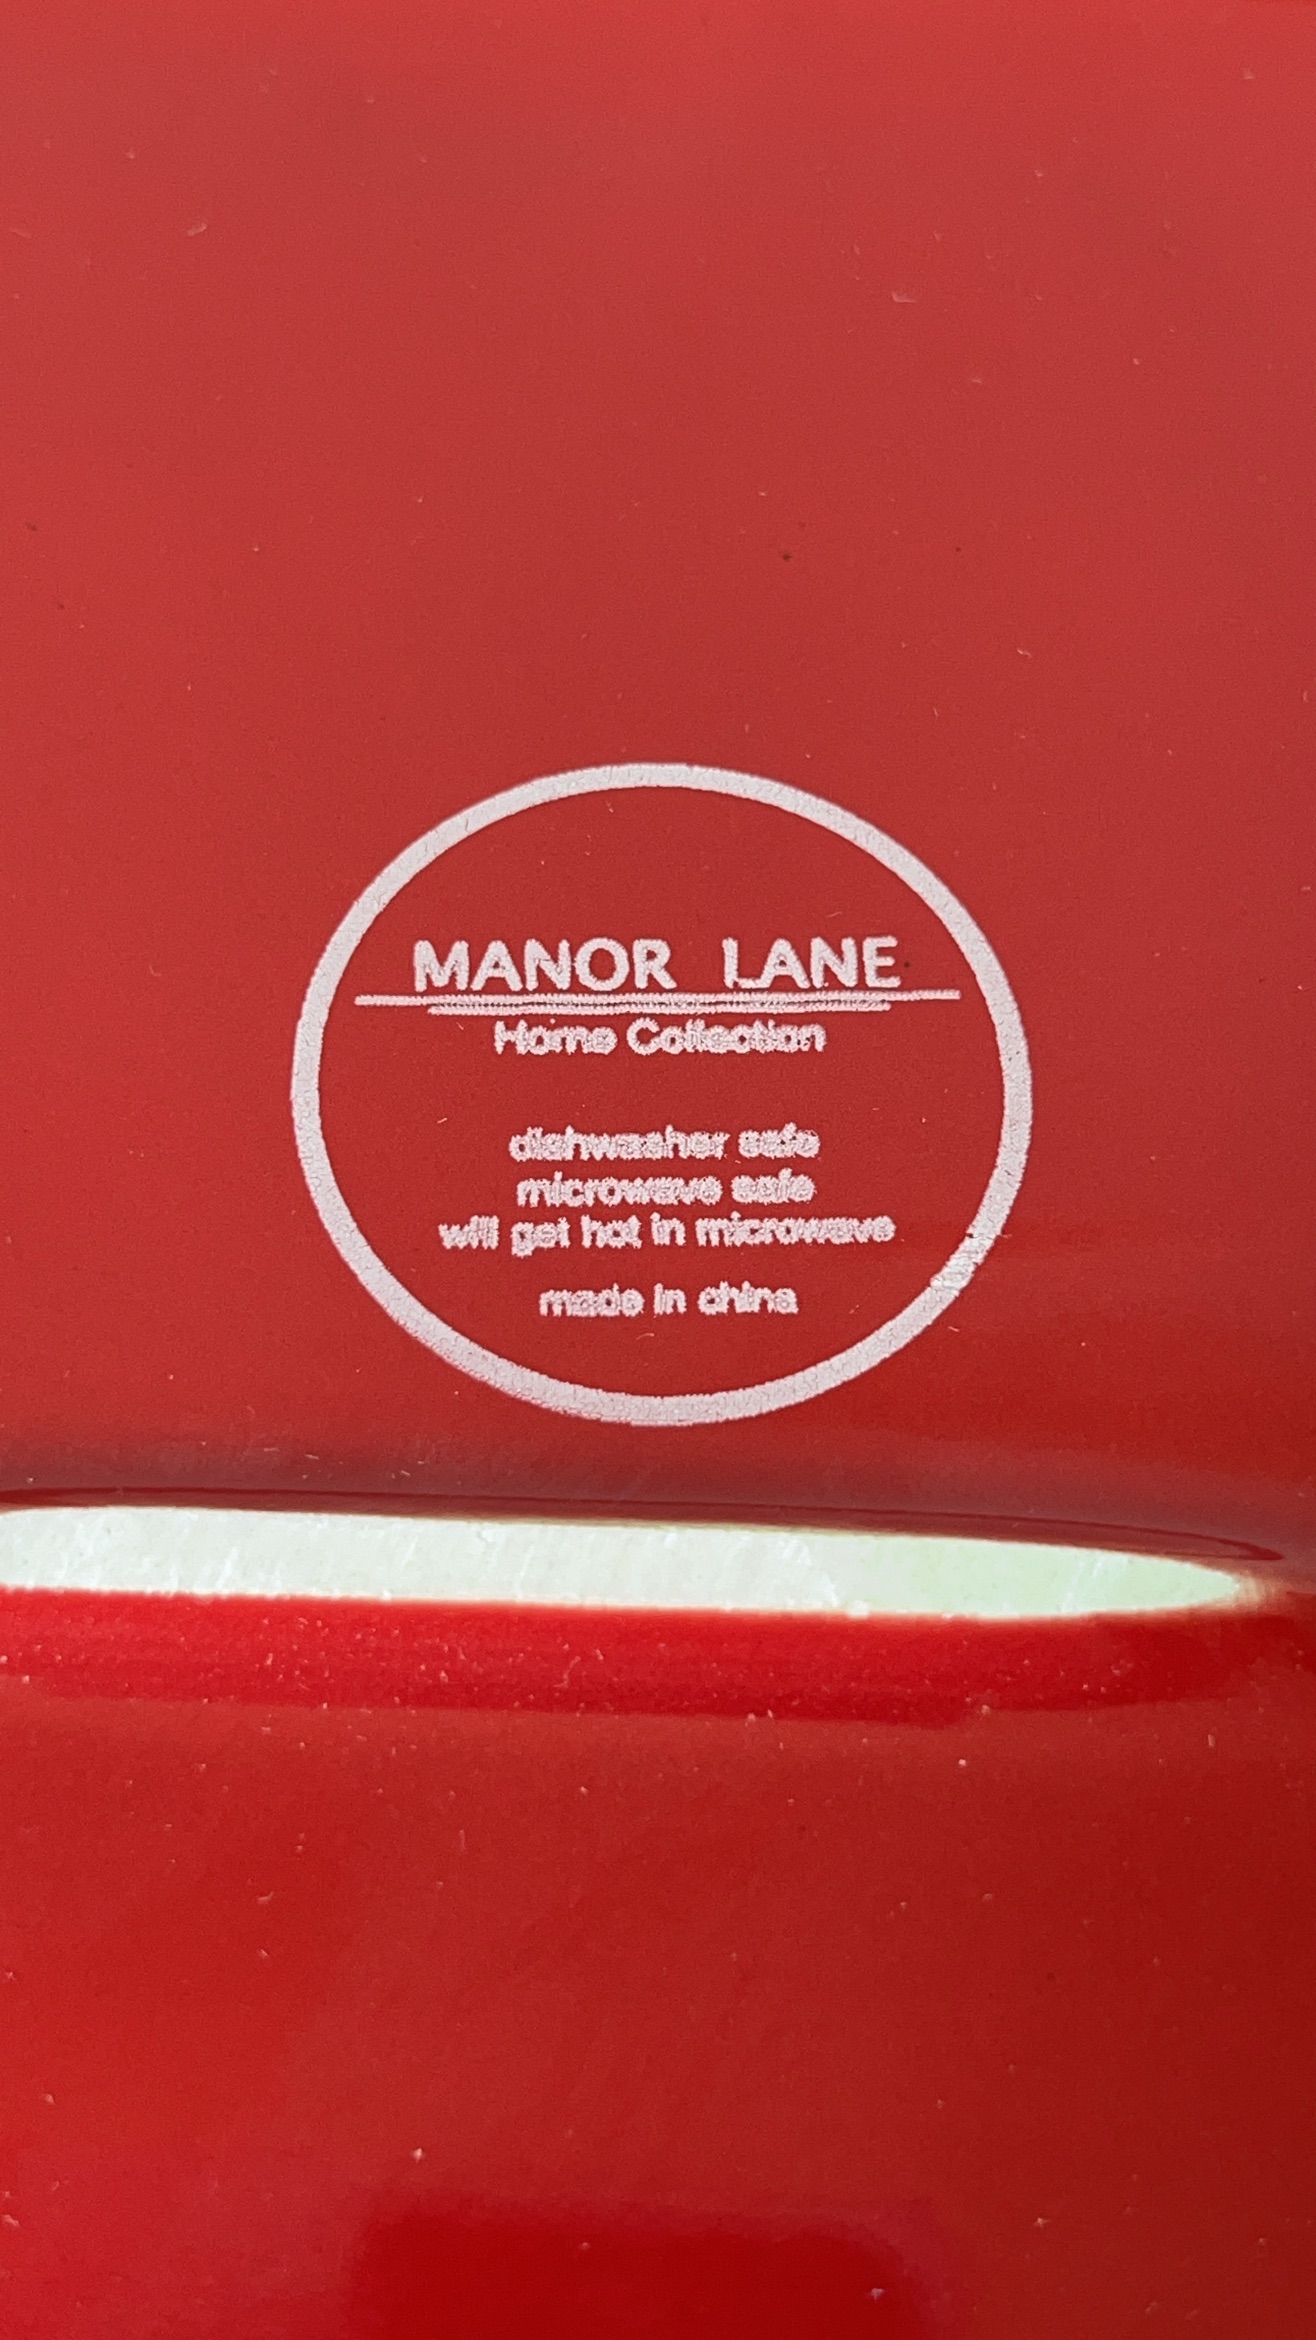 MANOR LANE
Home Collection
dishwasher safe
microwave safe
will get hot in microwave
made in china